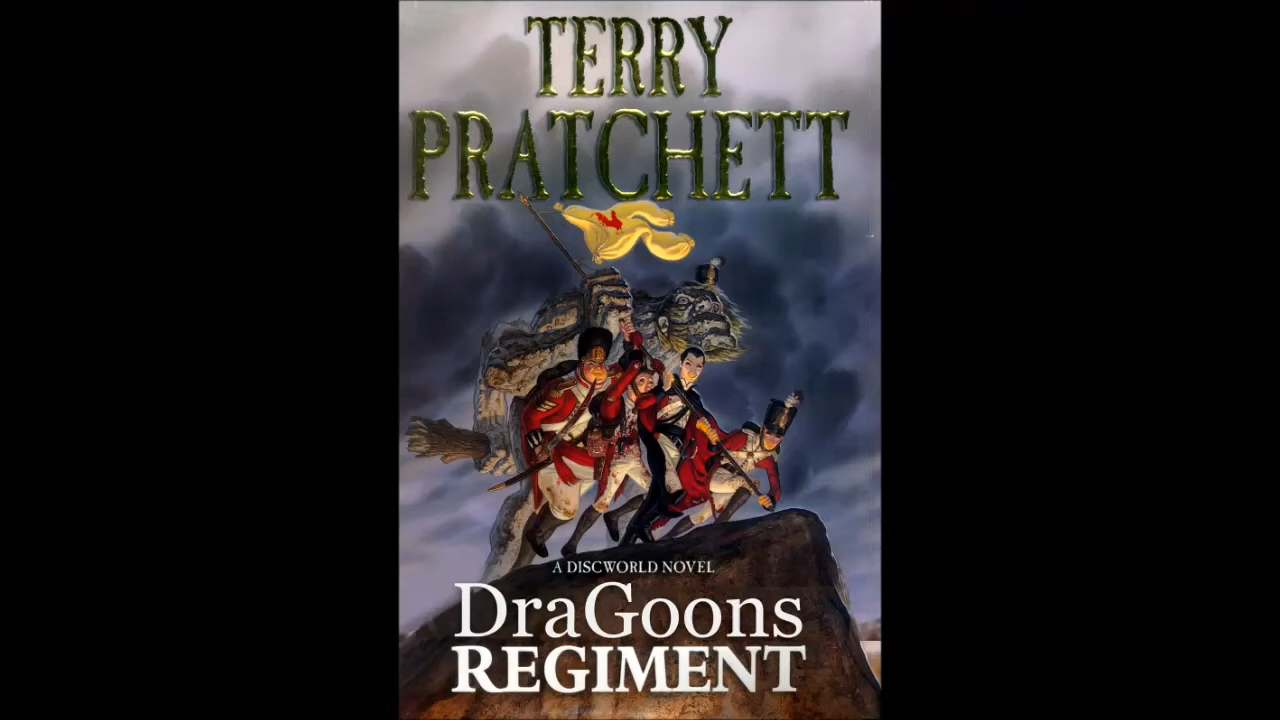 TERRY
PRATCHETT
A DISCWORLD NOVEL
DraGoons
REGIMENT